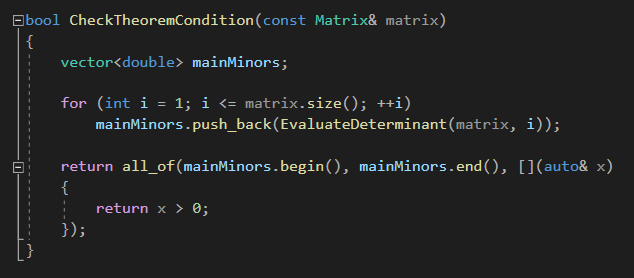 bool CheckTheoremCondition(const Matrix& matrix)
{
    vector<double> mainMinors;

    for (int i = 1; i <= matrix.size(); ++i)
        mainMinors.push_back(EvaluateDeterminant(matrix, i));

    return all_of(mainMinors.begin(), mainMinors.end(), [](auto& x)
    {
        return x > 0;
    });
}